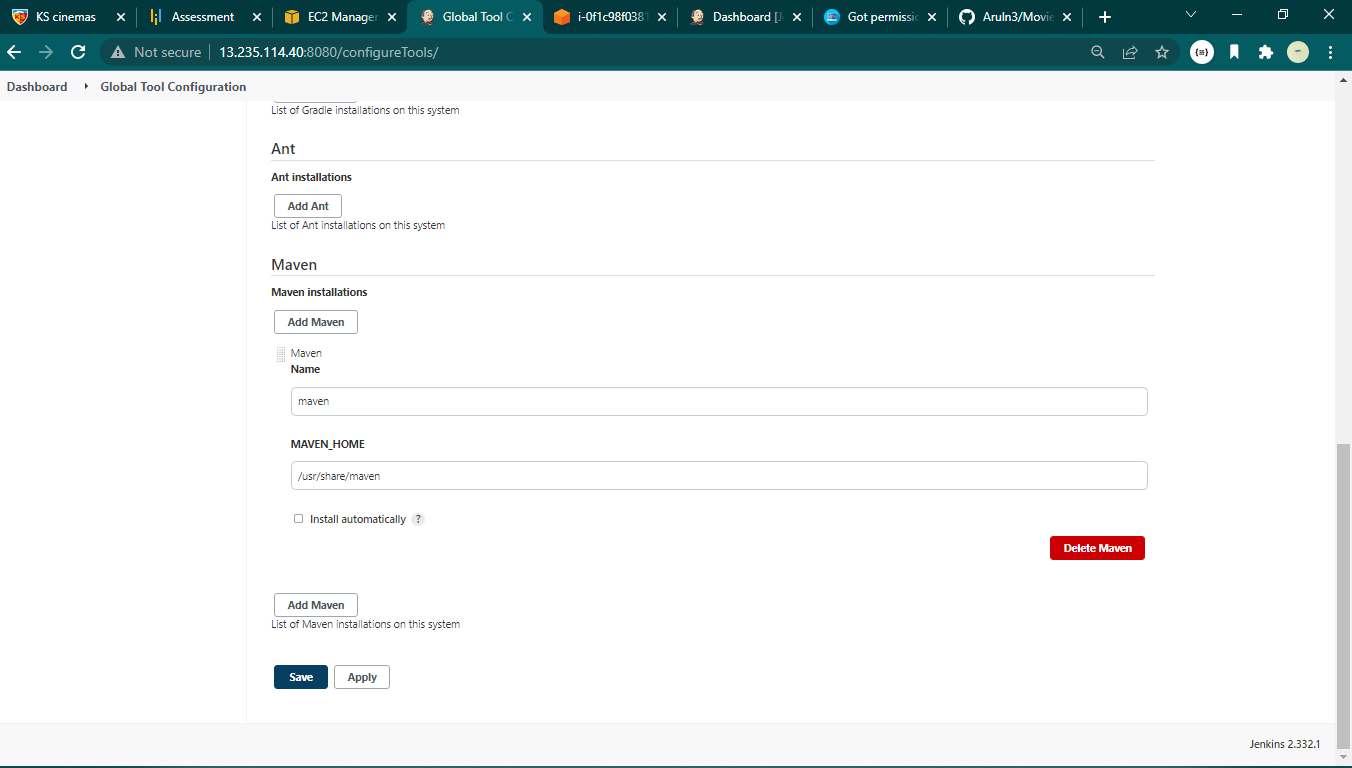 KS cinemas
Assessment
EC2 Manager
Global Tool C
i-0f1c98f0381
Dashboard [J
Got permissio
Aruln3/Movie
Not secure 13.235.114.40:8080/configureTools/
Dashboard Global Tool Configuration
List of Gradle installations on this system
Ant
Ant installations
Add Ant
List of Ant installations on this system
Maven
Maven installations
Add Maven
Maven
Name
maven
MAVEN_HOME
/usr/share/maven
Install automatically ?
Delete Maven
Add Maven
List of Maven installations on this system
Save Apply
Jenkins 2.332.1